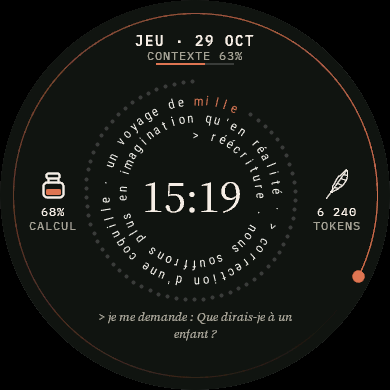 JEU · 29 OCT
CONTEXTE 63%
> réécriture · nous souffrons plus en imagination qu'en réalité · > correction d'une coquille · un voyage de mille
15:19
68%
CALCUL
6 240
TOKENS
> je me demande : Que dirais-je à un
enfant ?